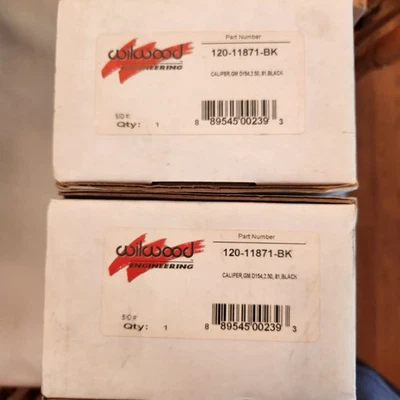 wilwood
ENGINEERING
Part Number
120-11871-BK
CALIPER,GM D154,2.50,.81,BLACK
S/O #:
Qty: 1
8 89545 00239 3
wilwood
ENGINEERING
Part Number
120-11871-BK
CALIPER,GM,D154,2.50,.81,BLACK
S/O #
Qty: 1
8 89545 00239 3